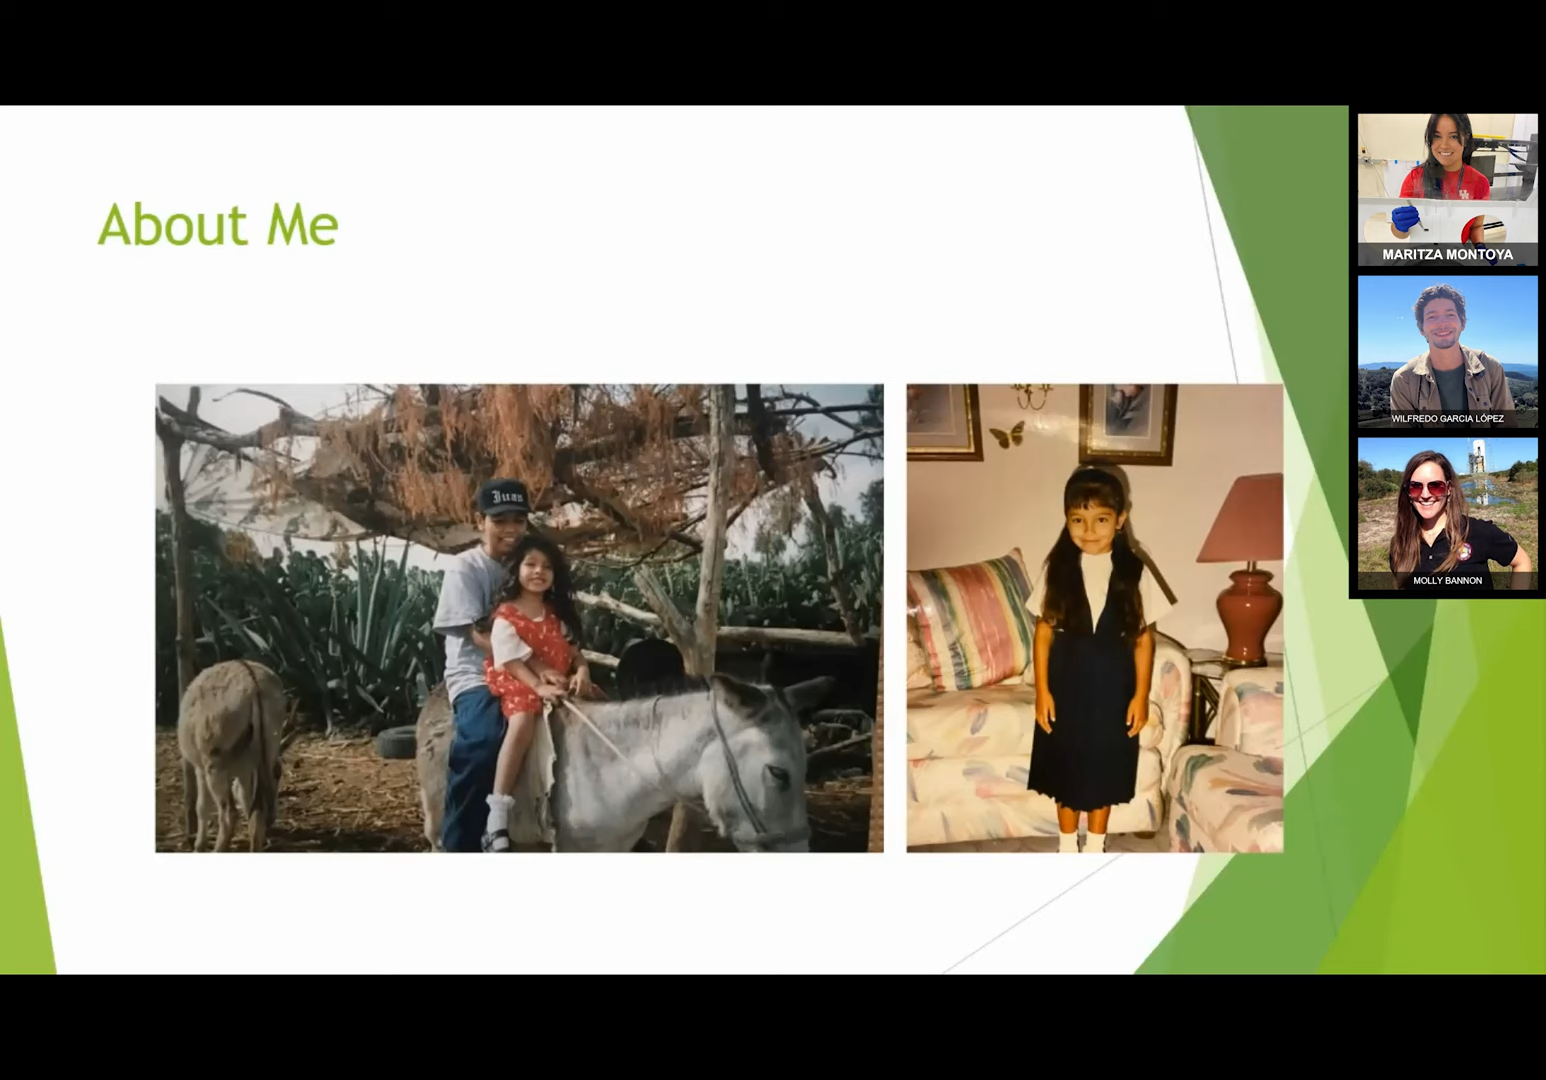 About Me
Juan
MARITZA MONTOYA
WILFREDO GARCIA LÓPEZ
MOLLY BANNON